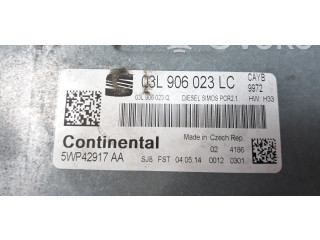 03L 906 023 LC
CAYB
9972
03L 906 023 Q DIESEL SIMOS PCR2.1 HW: H33
Continental
Made in Czech Rep.
02 4186
5WP42917 AA
SJ8 FST 04.05.14 0012 0301